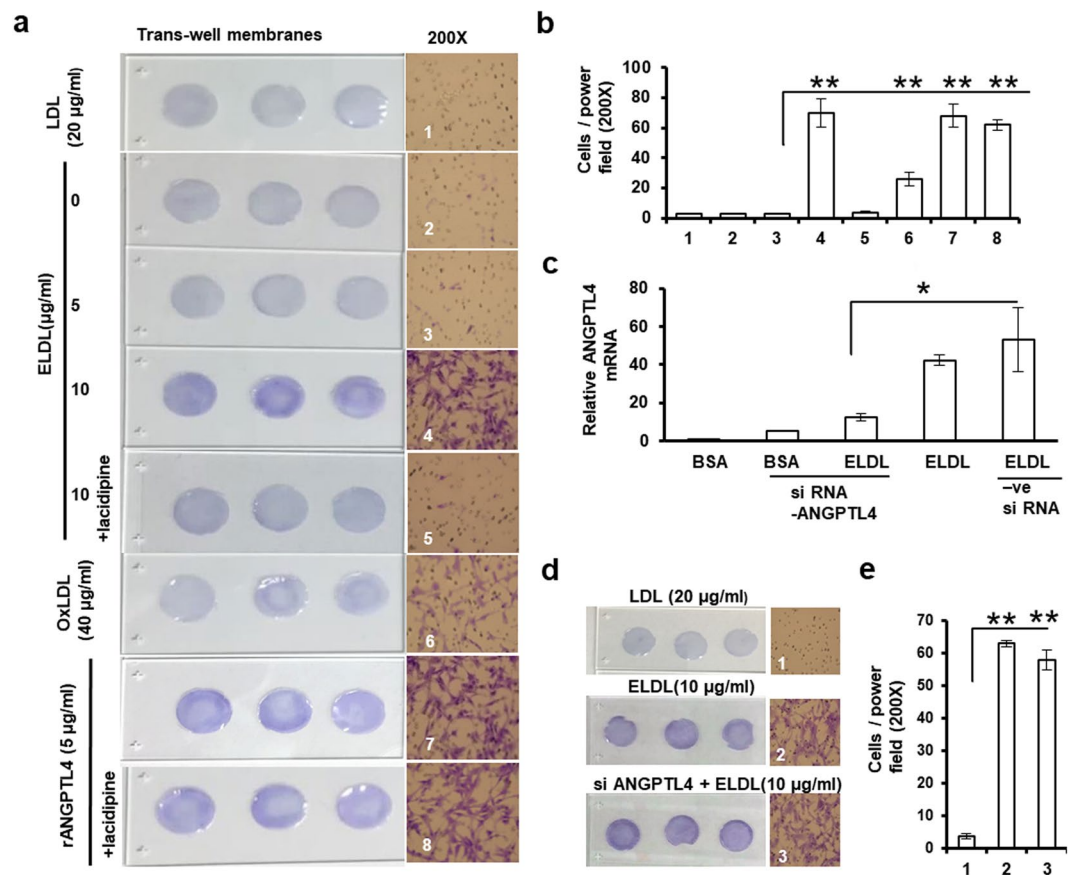 a
Trans-well membranes
200X
LDL
(20 µg/ml)
1
ELDL(µg/ml)
0
2
5
3
10
4
10
+lacidipine
5
OxLDL
(40 µg/ml)
6
rANGPTL4 (5 µg/ml)
7
+lacidipine
8
b
Cells / power
field (200X)
100
80
60
40
20
0
** ** ** **
1 2 3 4 5 6 7 8
c
Relative ANGPTL4
mRNA
80
60
40
20
0
*
BSA BSA ELDL ELDL ELDL
si RNA
-ANGPTL4
–ve
si RNA
d
LDL (20 µg/ml)
1
ELDL(10 µg/ml)
2
si ANGPTL4 + ELDL(10 µg/ml)
3
e
Cells / power
field (200X)
70
60
50
40
30
20
10
0
** **
1 2 3